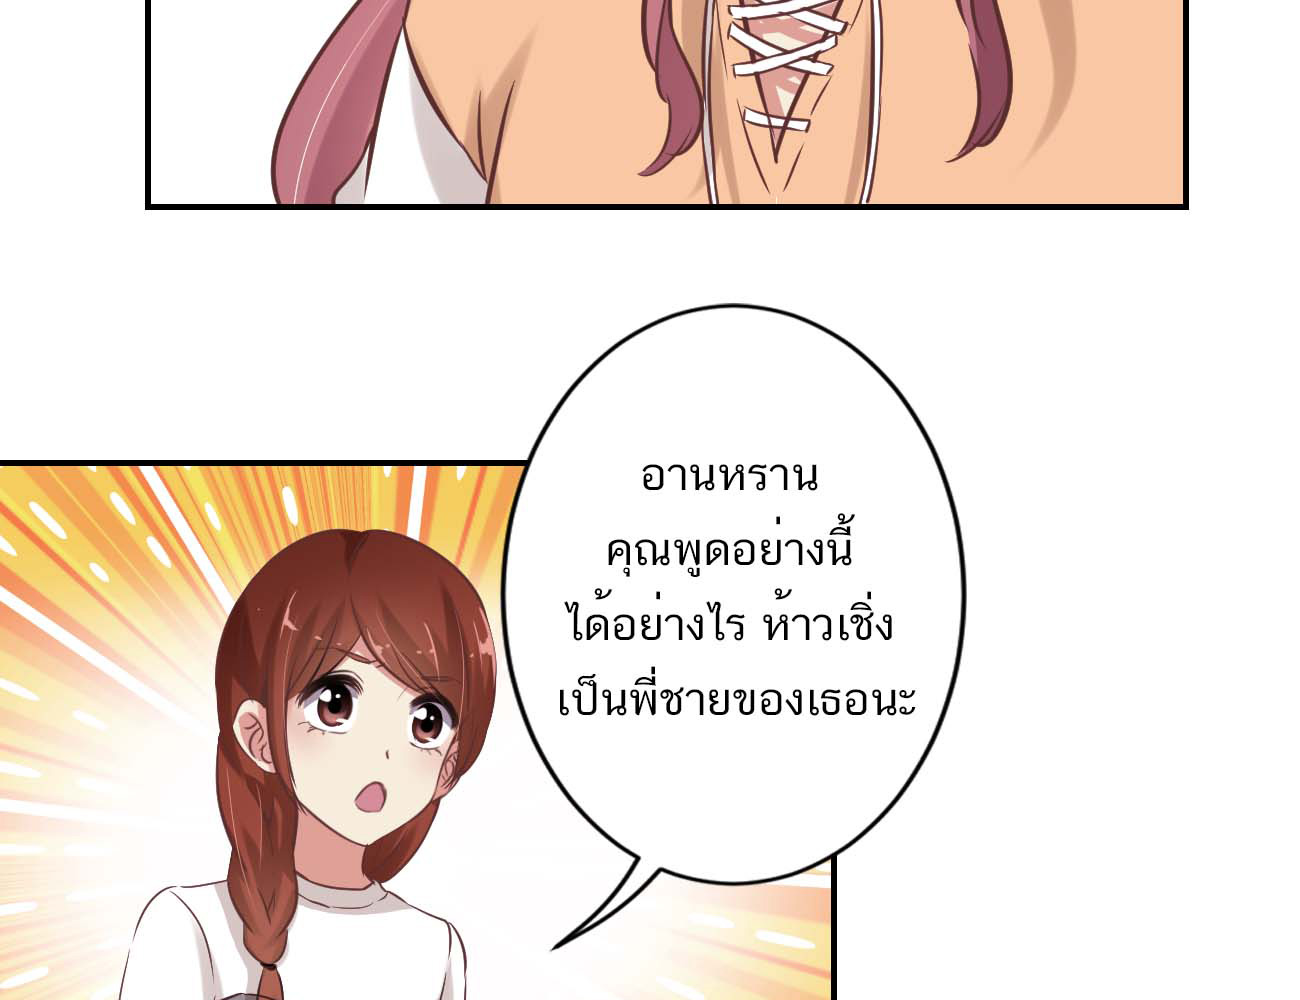 อานหราน
คุณพูดอย่างนี้
ได้อย่างไร ห้าวเชิ่ง
เป็นพี่ชายของเธอนะ